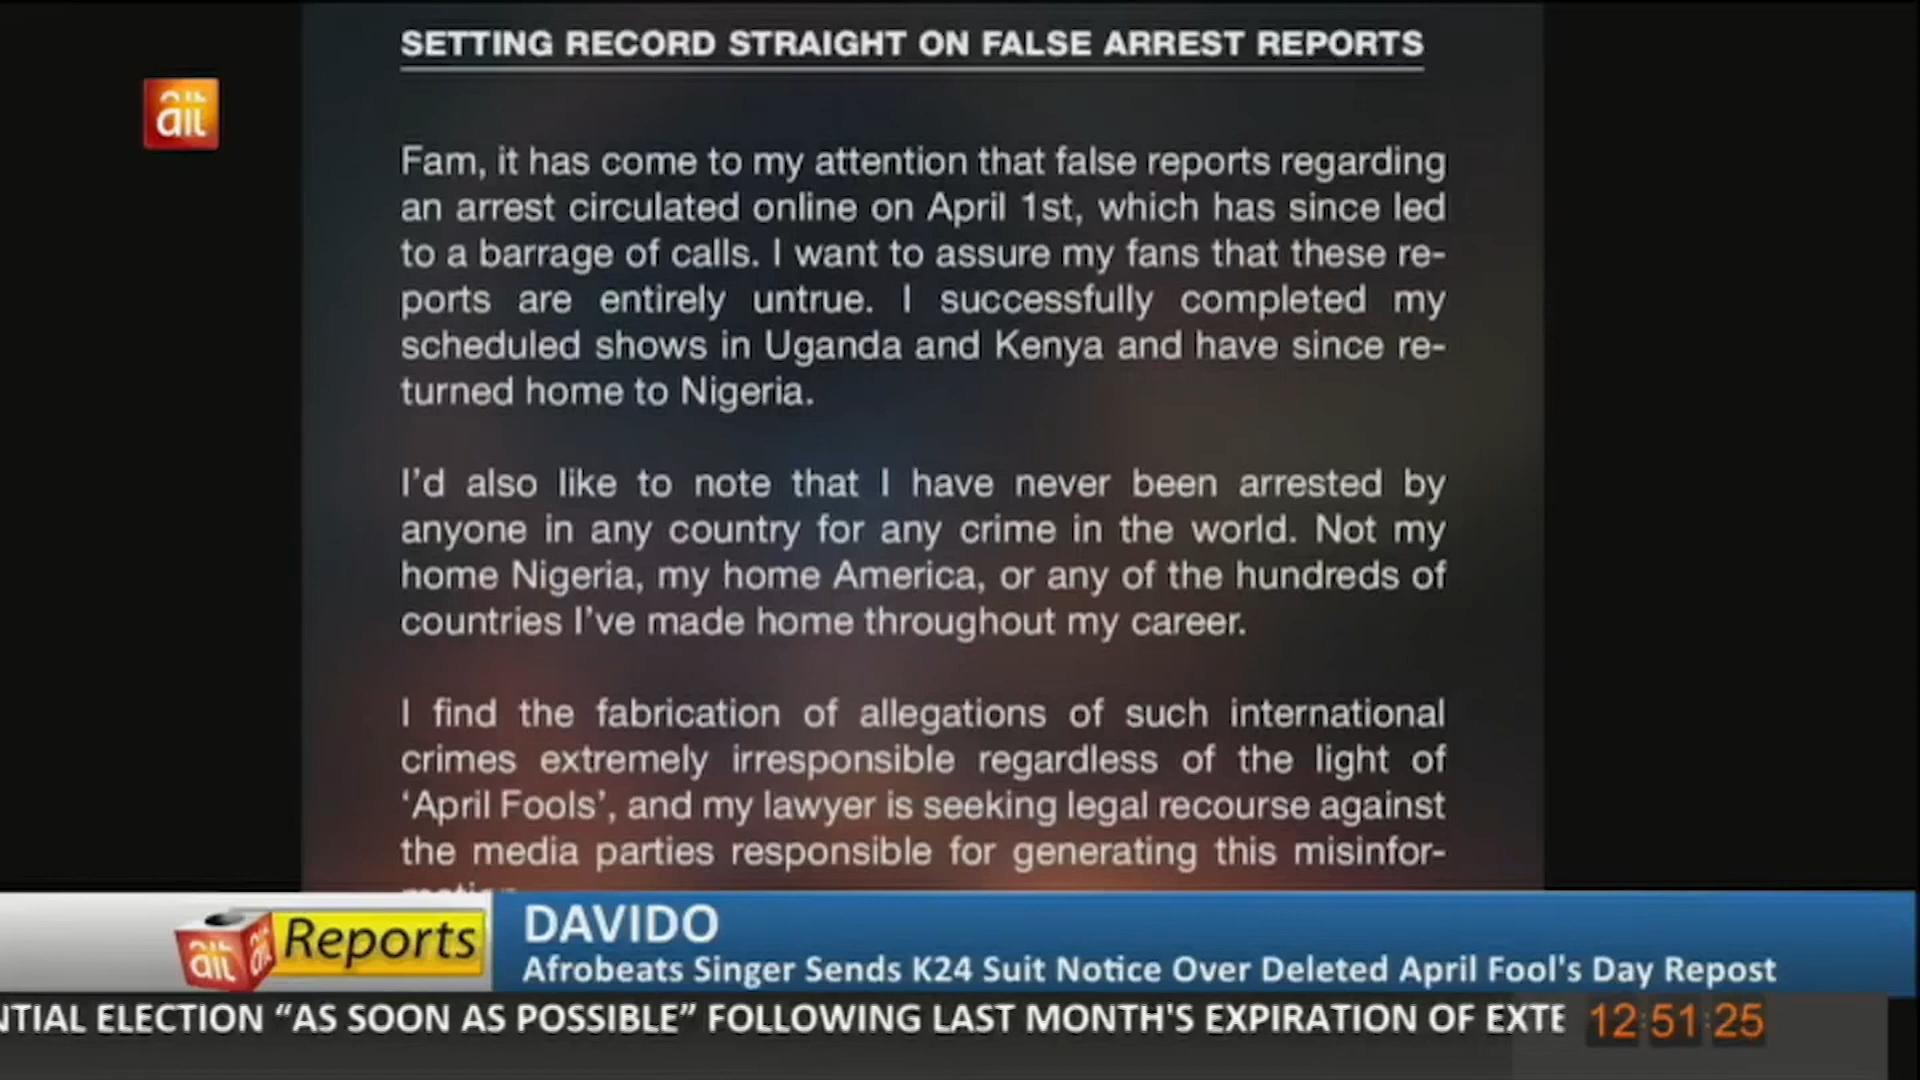 SETTING RECORD STRAIGHT ON FALSE ARREST REPORTS
ait
Fam, it has come to my attention that false reports regarding
an arrest circulated online on April 1st, which has since led
to a barrage of calls. I want to assure my fans that these re-
ports are entirely untrue. I successfully completed my
scheduled shows in Uganda and Kenya and have since re-
turned home to Nigeria.
I'd also like to note that I have never been arrested by
anyone in any country for any crime in the world. Not my
home Nigeria, my home America, or any of the hundreds of
countries I've made home throughout my career.
I find the fabrication of allegations of such international
crimes extremely irresponsible regardless of the light of
‘April Fools’, and my lawyer is seeking legal recourse against
the media parties responsible for generating this misinfor-
ait ait Reports
DAVIDO
Afrobeats Singer Sends K24 Suit Notice Over Deleted April Fool's Day Repost
NTIAL ELECTION “AS SOON AS POSSIBLE” FOLLOWING LAST MONTH'S EXPIRATION OF EXTE
12:51:25